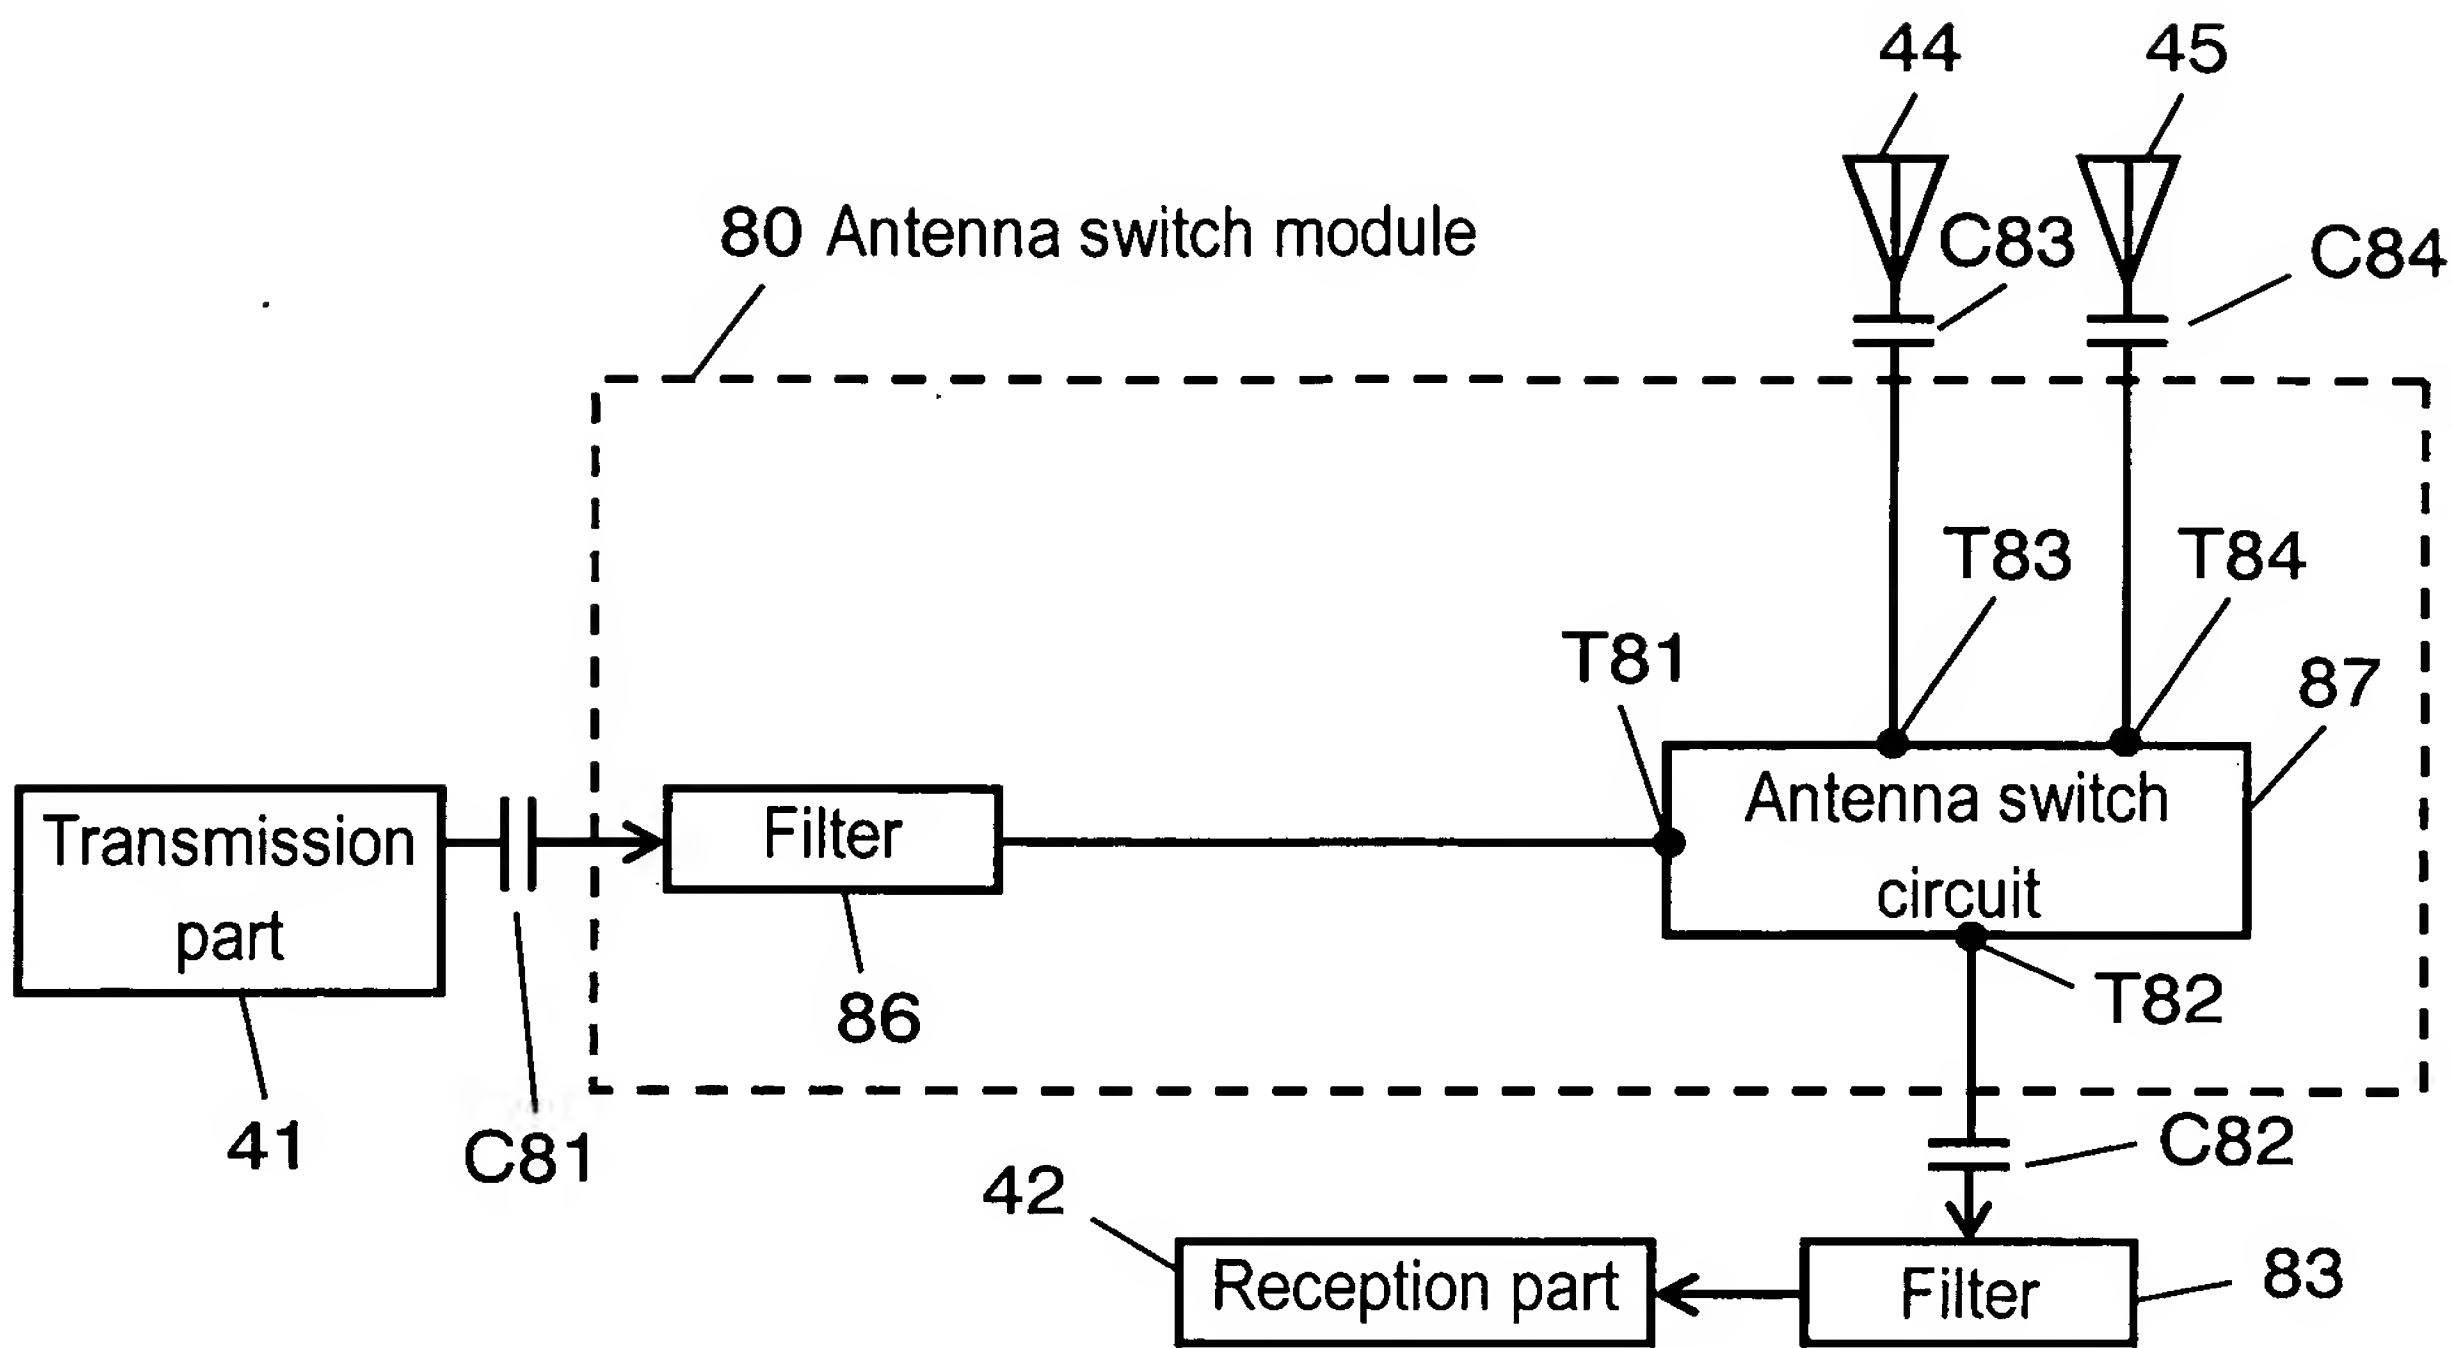 44
45
80 Antenna switch module
C83
C84
T83
T84
T81
87
Transmission
part
Filter
Antenna switch
circuit
86
T82
41
C81
C82
42
Reception part
Filter
83